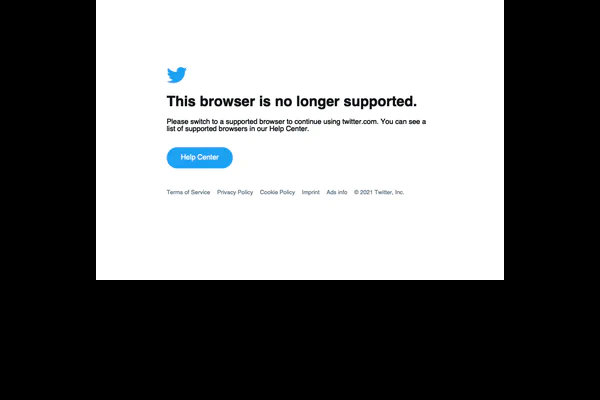 This browser is no longer supported.
Please switch to a supported browser to continue using twitter.com. You can see a
list of supported browsers in our Help Center.
Help Center
Terms of Service Privacy Policy Cookie Policy Imprint Ads info © 2021 Twitter, Inc.